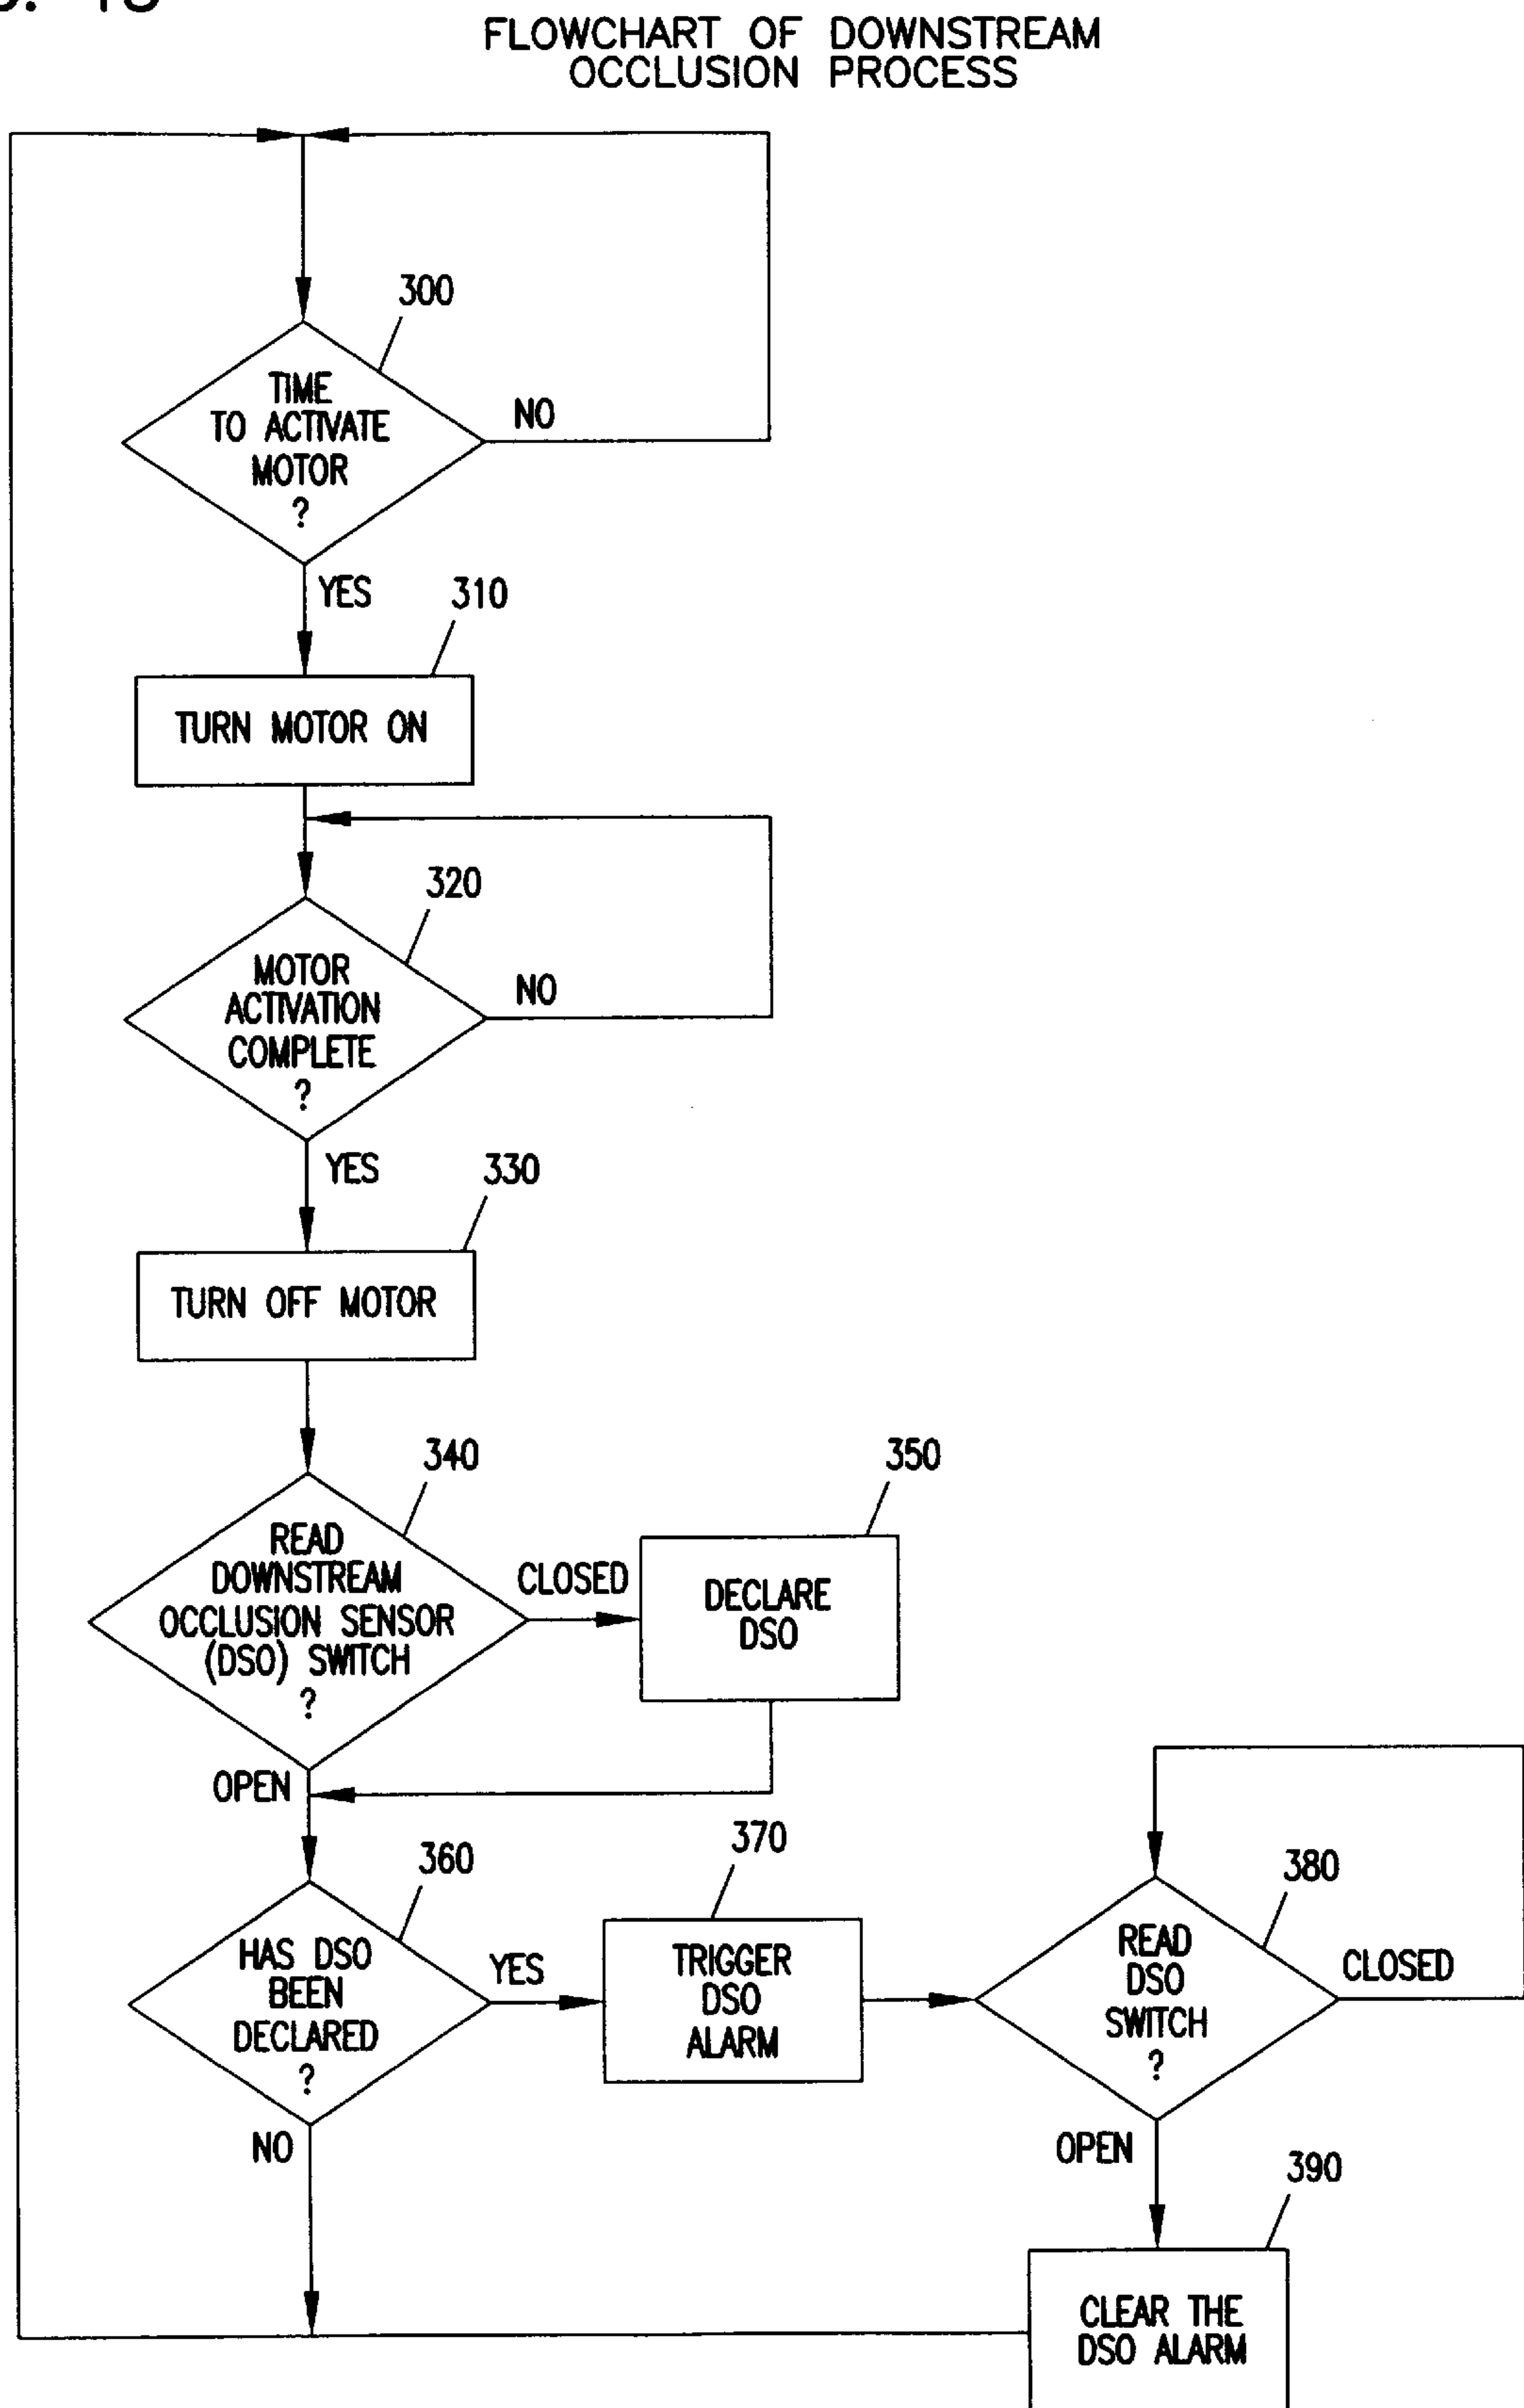 FLOWCHART OF DOWNSTREAM
OCCLUSION PROCESS
300
TIME
TO ACTIVATE
MOTOR
?
NO
YES
310
TURN MOTOR ON
320
MOTOR
ACTIVATION
COMPLETE
?
NO
YES
330
TURN OFF MOTOR
340
READ
DOWNSTREAM
OCCLUSION SENSOR
(DSO) SWITCH
?
CLOSED
350
DECLARE
DSO
OPEN
360
HAS DSO
BEEN
DECLARED
?
YES
370
TRIGGER
DSO
ALARM
380
READ
DSO
SWITCH
?
CLOSED
NO
OPEN
390
CLEAR THE
DSO ALARM